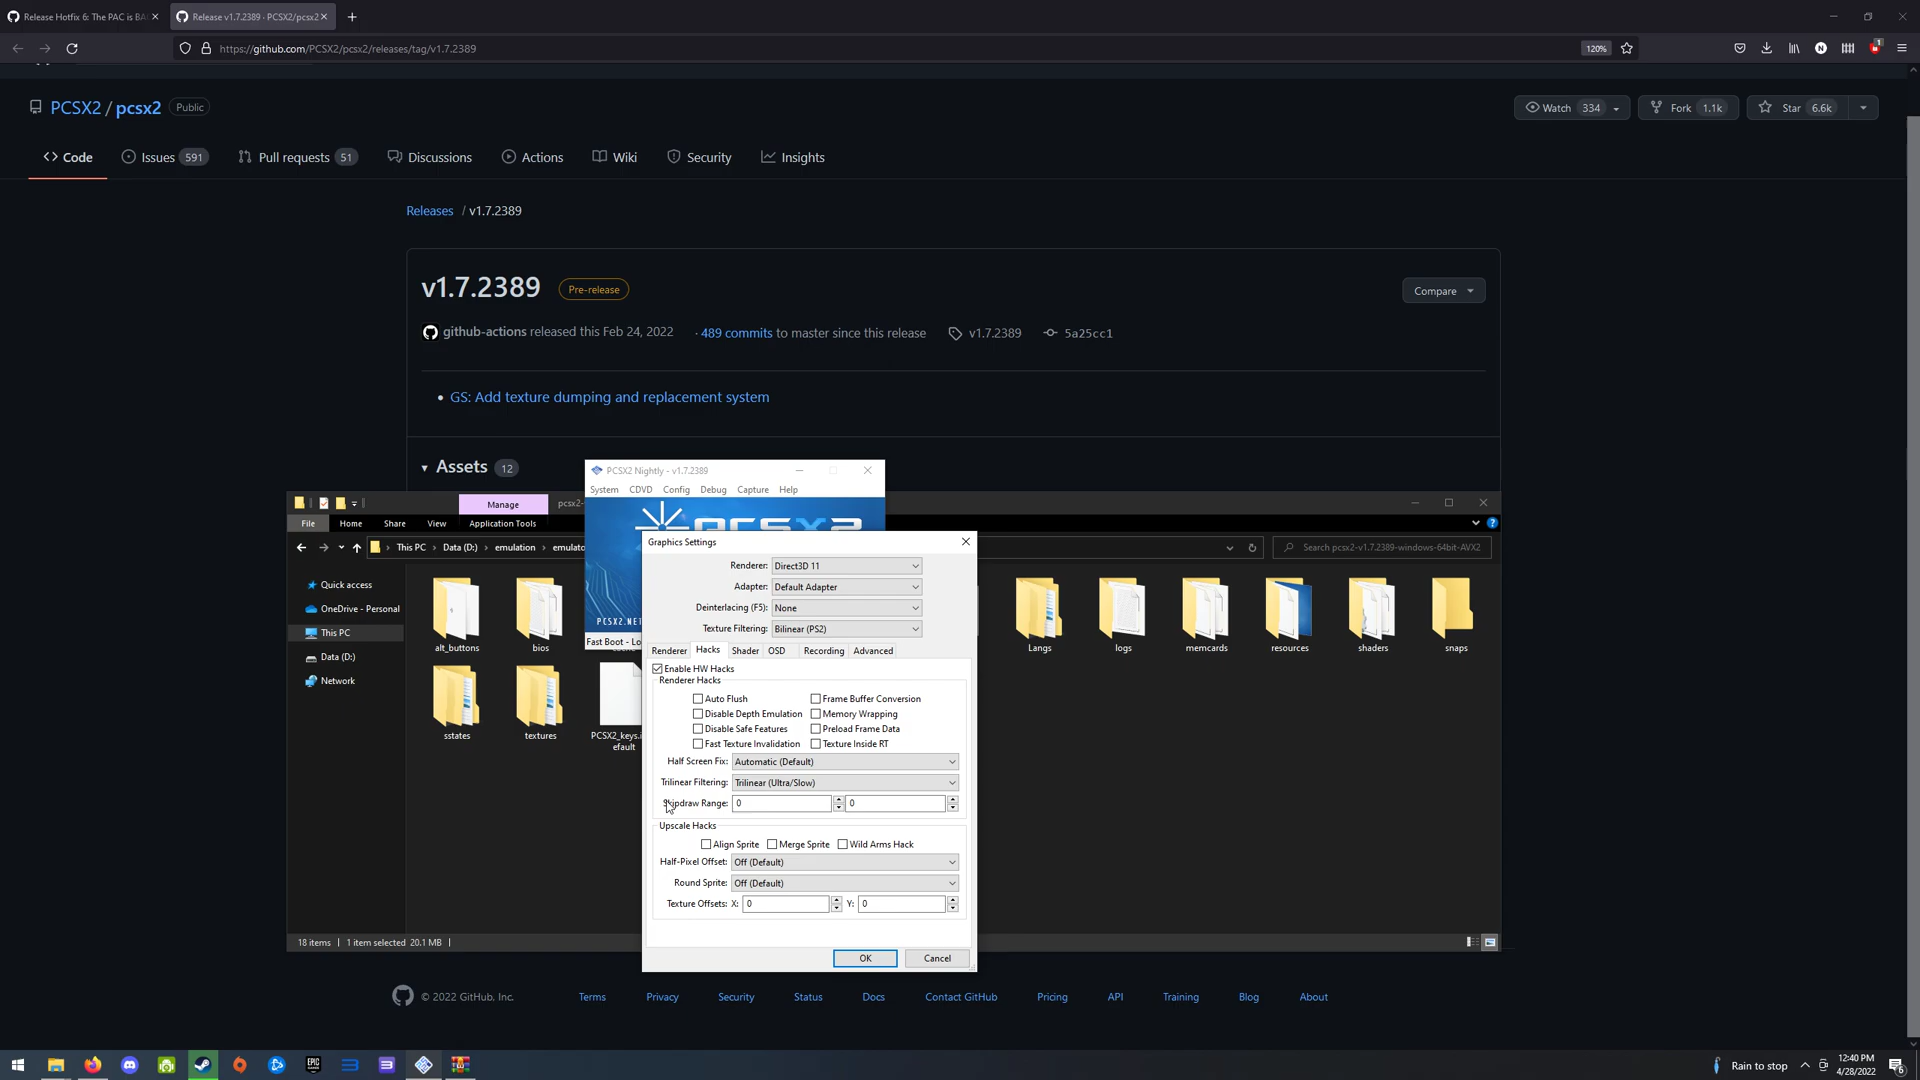 Release Hotfix 6: The PAC is BA
Release v1.7.2389 · PCSX2/pcsx2
https://github.com/PCSX2/pcsx2/releases/tag/v1.7.2389
120%
1
PCSX2 / pcsx2 Public
Watch 334
Fork 1.1k
Star 6.6k
Code
Issues 591
Pull requests 51
Discussions
Actions
Wiki
Security
Insights
Releases / v1.7.2389
v1.7.2389 Pre-release
Compare
github-actions released this Feb 24, 2022 · 489 commits to master since this release v1.7.2389 5a25cc1
GS: Add texture dumping and replacement system
Assets 12
PCSX2 Nightly - v1.7.2389
System CDVD Config Debug Capture Help
Manage
pcsx2-
File Home Share View Application Tools
This PC Data (D:) emulation emulato
Search pcsx2-v1.7.2389-windows-64bit-AVX2
PCSX2.NE
Fast Boot - Lo
Quick access
OneDrive - Personal
This PC
Data (D:)
Network
alt_buttons
bios
Langs
logs
memcards
resources
shaders
snaps
sstates
textures
PCSX2_keys.i
efault
Graphics Settings
Renderer: Direct3D 11
Adapter: Default Adapter
Deinterlacing (F5): None
Texture Filtering: Bilinear (PS2)
Renderer Hacks Shader OSD Recording Advanced
Enable HW Hacks
Renderer Hacks
Auto Flush Frame Buffer Conversion
Disable Depth Emulation Memory Wrapping
Disable Safe Features Preload Frame Data
Fast Texture Invalidation Texture Inside RT
Half Screen Fix: Automatic (Default)
Trilinear Filtering: Trilinear (Ultra/Slow)
Skipdraw Range: 0 0
Upscale Hacks
Align Sprite Merge Sprite Wild Arms Hack
Half-Pixel Offset: Off (Default)
Round Sprite: Off (Default)
Texture Offsets: X: 0 Y: 0
OK Cancel
18 items 1 item selected 20.1 MB
© 2022 GitHub, Inc.
Terms
Privacy
Security
Status
Docs
Contact GitHub
Pricing
API
Training
Blog
About
EPIC
GAMES
Rain to stop
12:40 PM
4/28/2022
6